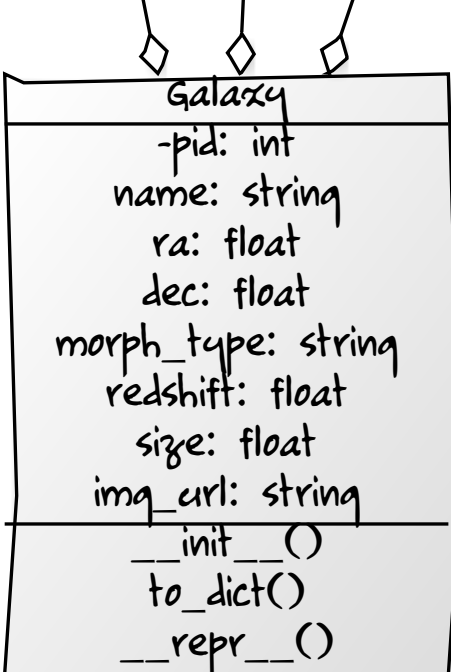 Galaxy
-pid: int
name: string
ra: float
dec: float
morph_type: string
redshift: float
size: float
img_url: string
__init__()
to_dict()
__repr__()